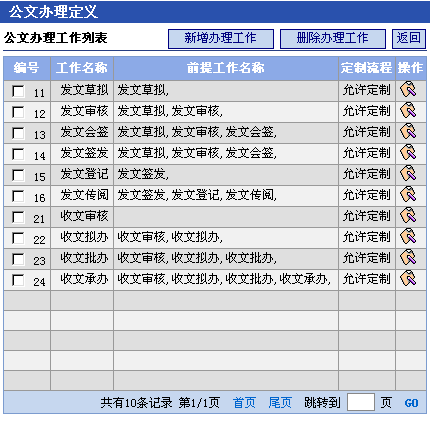 公文办理定义
公文办理工作列表 新增办理工作 删除办理工作 返回
编号 工作名称 前提工作名称 定制流程 操作
11 发文草拟 发文草拟, 允许定制
12 发文审核 发文草拟, 发文审核, 允许定制
13 发文会签 发文草拟, 发文审核, 发文会签, 允许定制
14 发文签发 发文草拟, 发文审核, 发文会签, 允许定制
15 发文登记 发文签发, 允许定制
16 发文传阅 发文签发, 发文登记, 发文传阅, 允许定制
21 收文审核 允许定制
22 收文拟办 收文审核, 收文拟办, 允许定制
23 收文批办 收文审核, 收文拟办, 收文批办, 允许定制
24 收文承办 收文审核, 收文拟办, 收文批办, 收文承办, 允许定制
共有10条记录 第1/1页 首页 尾页 跳转到 页 GO